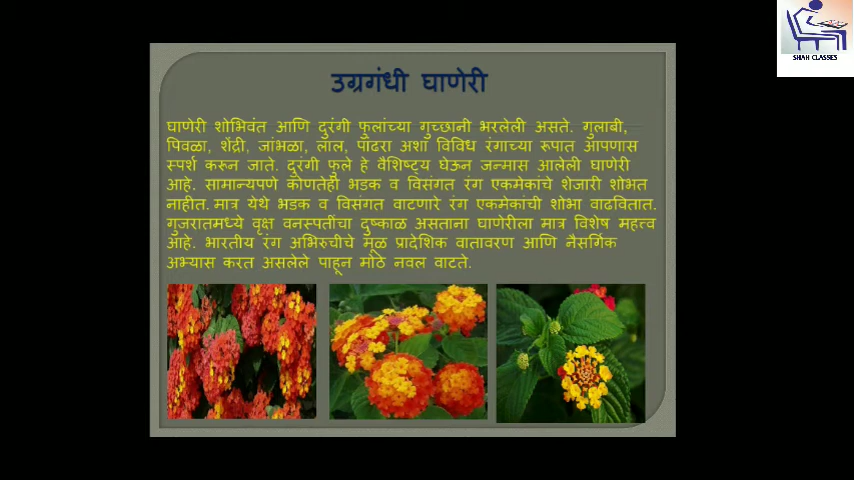 SHAH CLASSES
उग्रगंधी घाणेरी
घाणेरी शोभिवंत आणि दुरंगी फुलांच्या गुच्छानी भरलेली असते. गुलाबी,
पिवळा, शेंद्री, जांभळा, लाल, पांढरा अशा विविध रंगाच्या रूपात आपणास
स्पर्श करून जाते. दुरंगी फुले हे वैशिष्ट्य घेऊन जन्मास आलेली घाणेरी
आहे. सामान्यपणे कोणतेही भडक व विसंगत रंग एकमेकांचे शेजारी शोभत
नाहीत. मात्र येथे भडक व विसंगत वाटणारे रंग एकमेकांची शोभा वाढवितात.
गुजरातमध्ये वृक्ष वनस्पतींचा दुष्काळ असताना घाणेरीला मात्र विशेष महत्त्व
आहे. भारतीय रंग अभिरुचीचे मूळ प्रादेशिक वातावरण आणि नैसर्गिक
अभ्यास करत असलेले पाहून मोठे नवल वाटते.